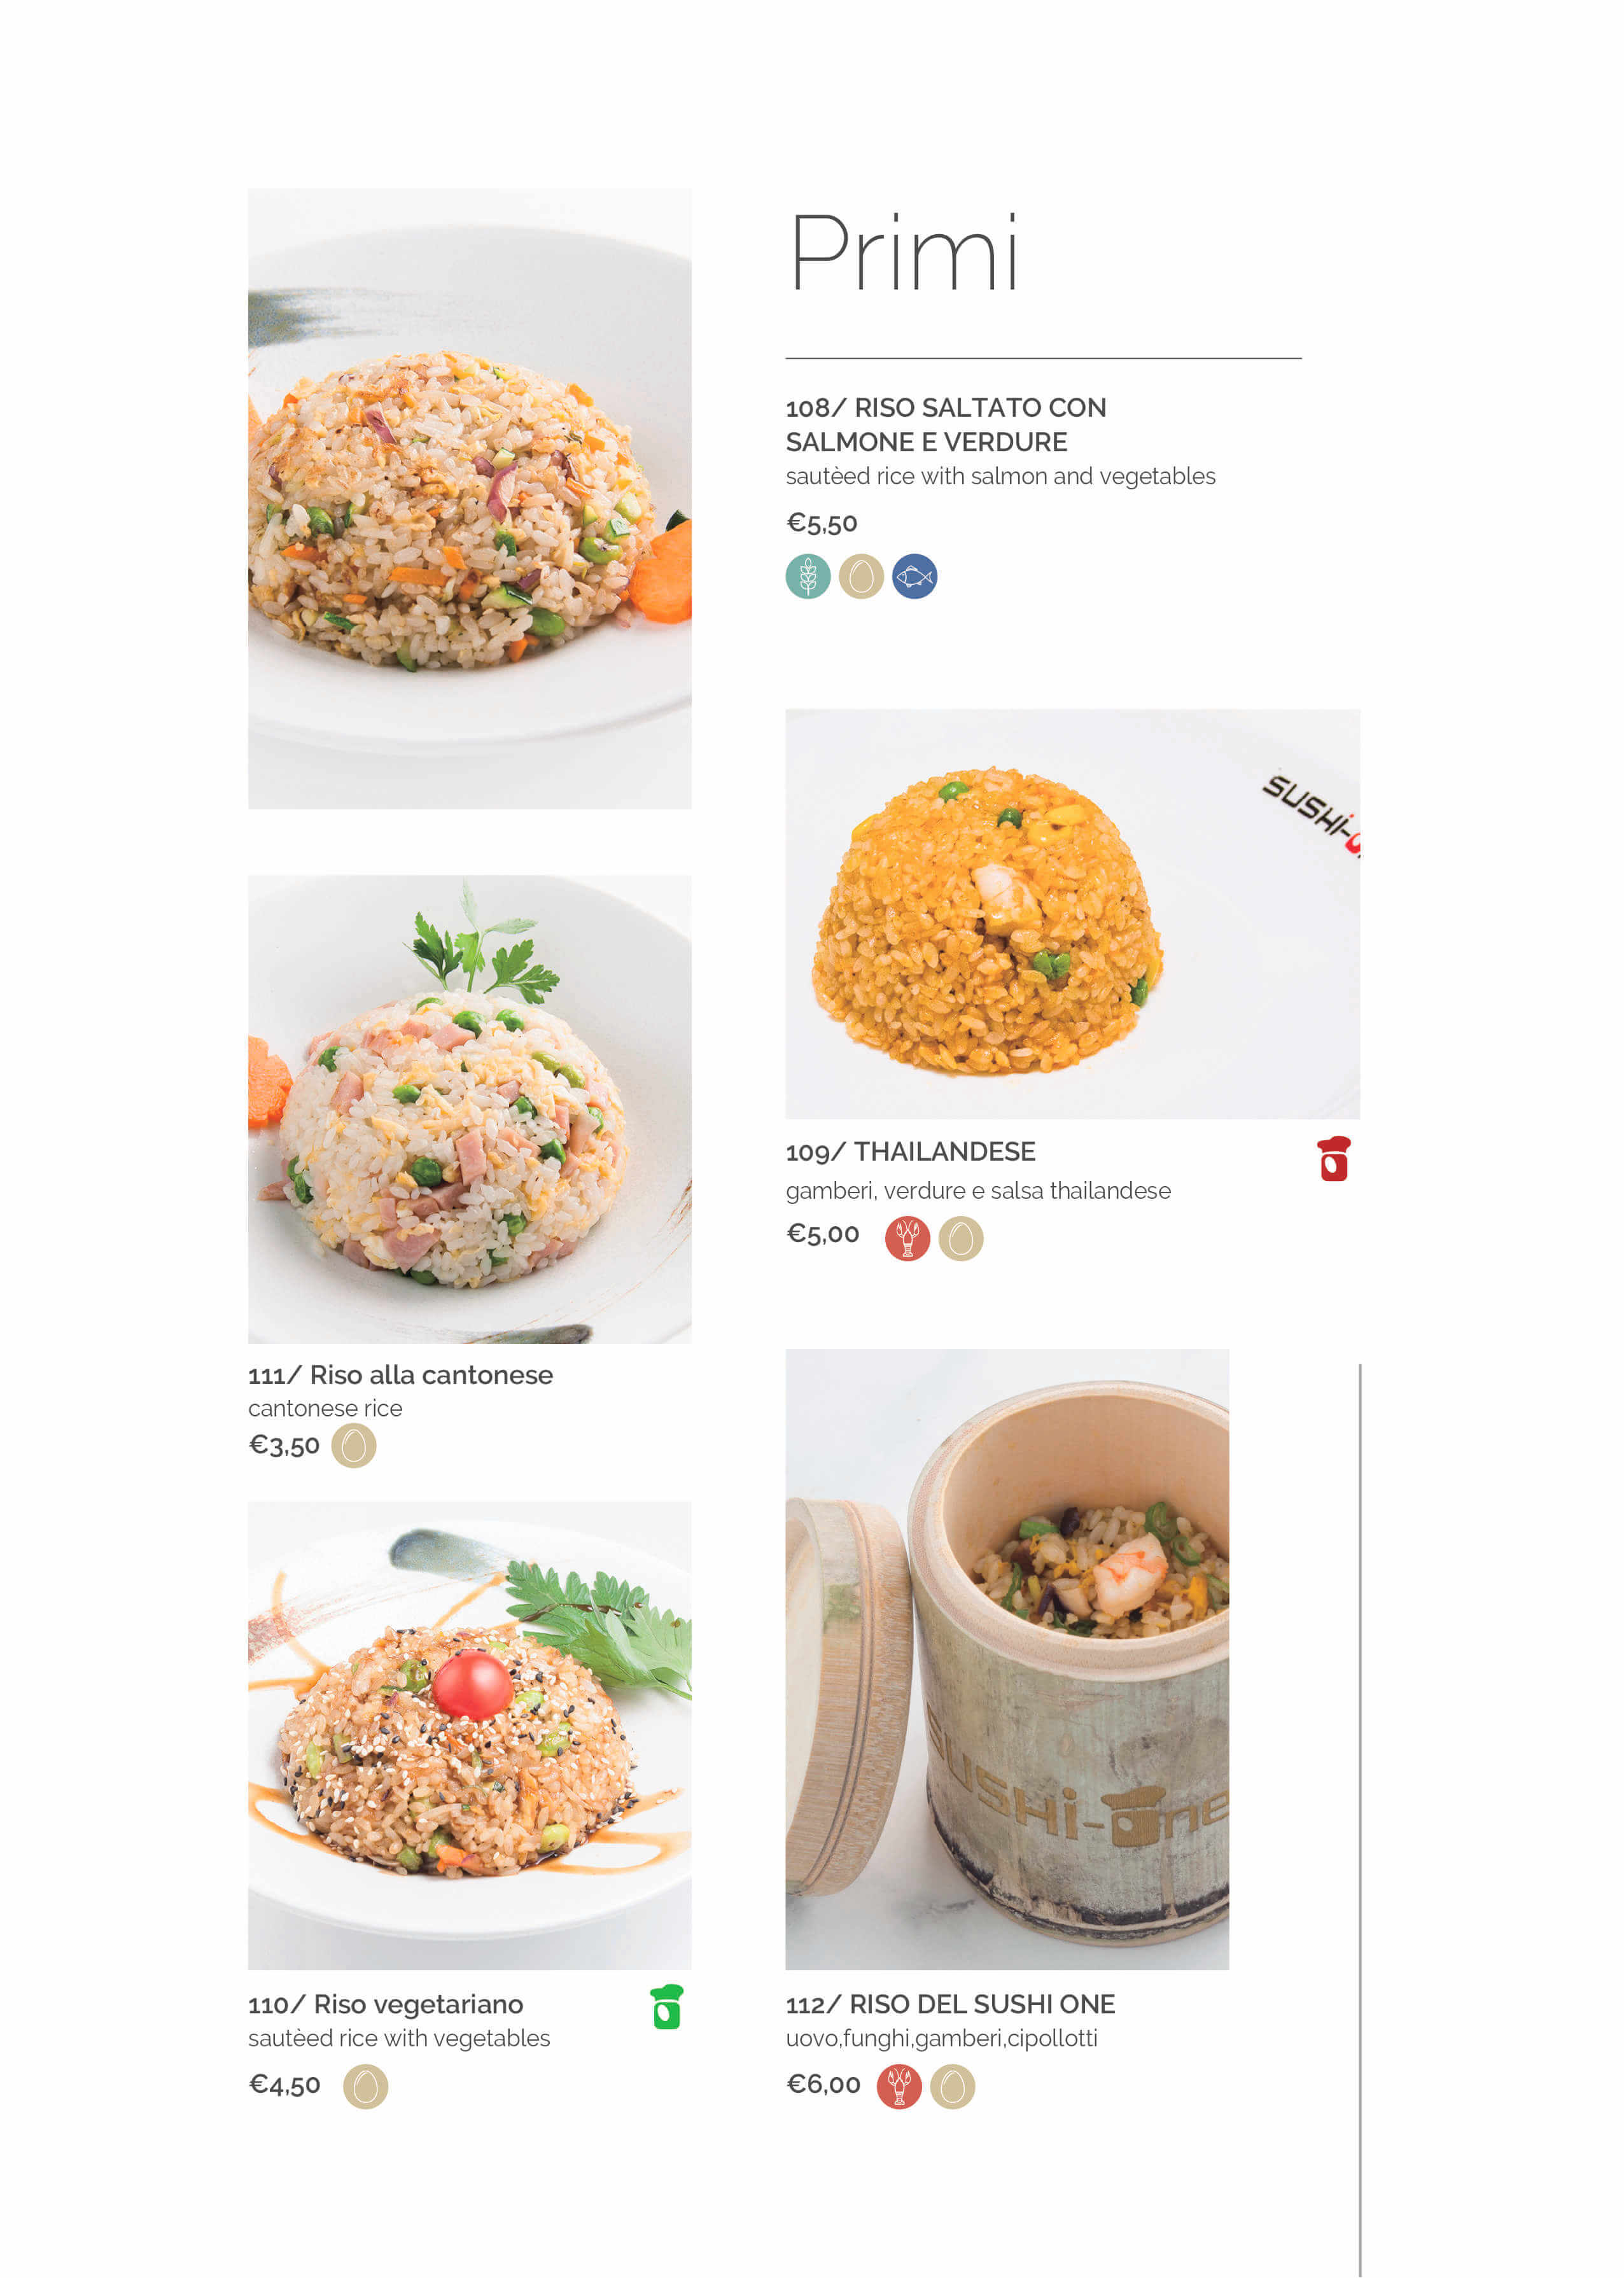 Primi
108/ RISO SALTATO CON
SALMONE E VERDURE
sautèed rice with salmon and vegetables
€5,50
SUSHI-
109/ THAILANDESE
gamberi, verdure e salsa thailandese
€5,00
111/ Riso alla cantonese
cantonese rice
€3,50
110/ Riso vegetariano
sautèed rice with vegetables
€4,50
SUSHi-One
112/ RISO DEL SUSHI ONE
uovo,funghi,gamberi,cipollotti
€6,00